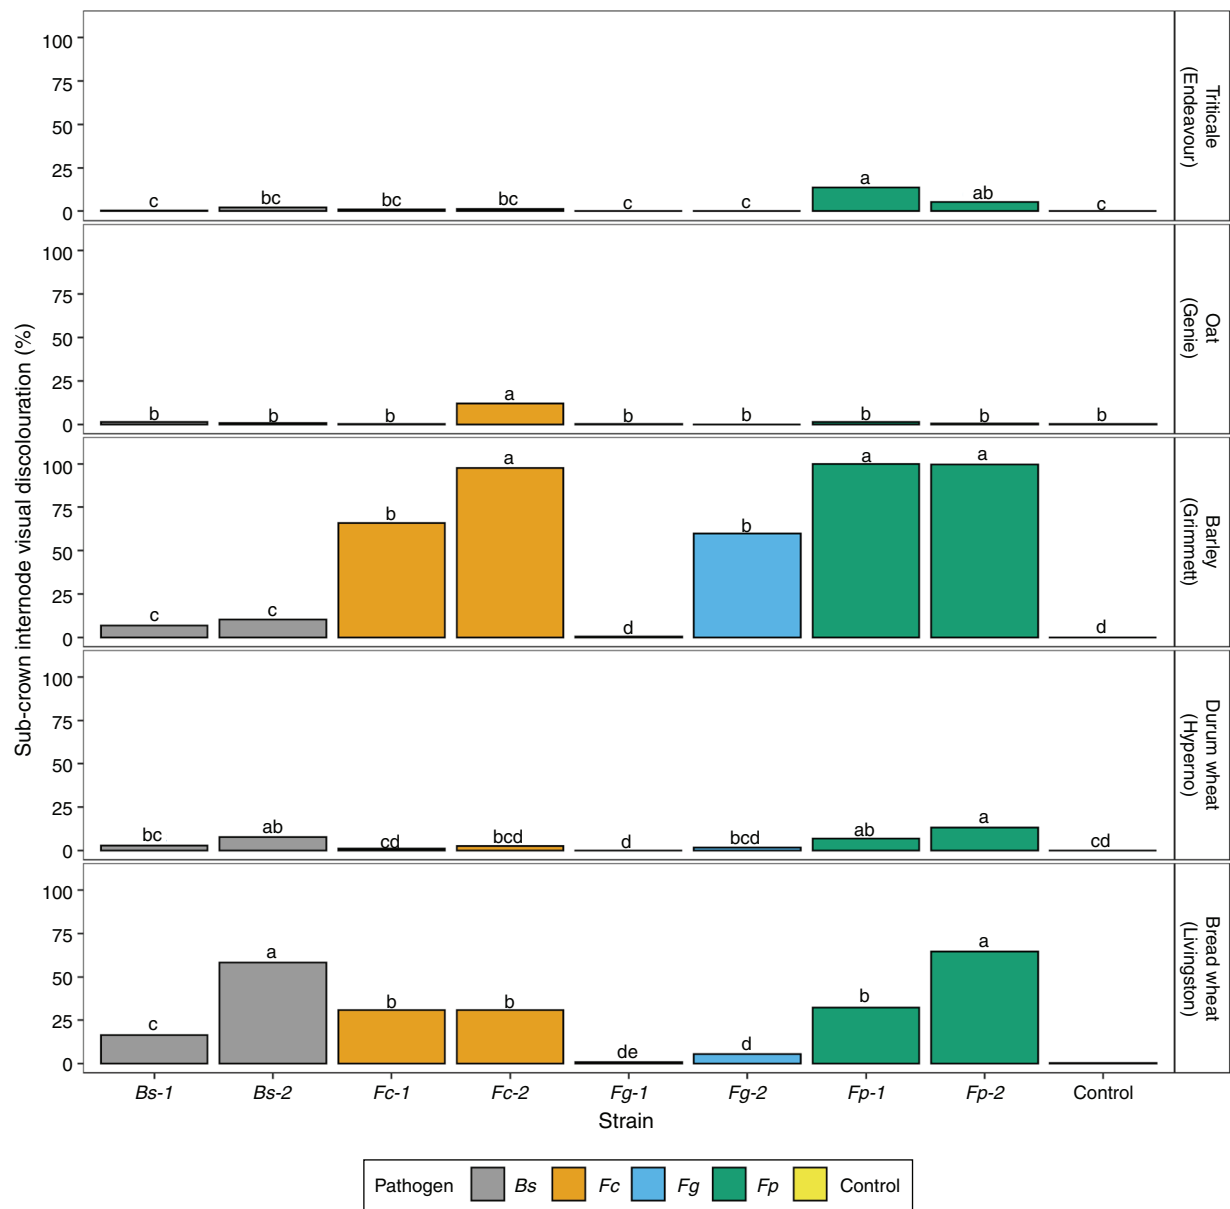 100
75
50
25
0
c
bc
bc
bc
c
c
a
ab
c
Triticale
(Endeavour)
100
75
50
25
0
b
b
b
a
b
b
b
b
b
Oat
(Genie)
100
75
50
25
0
c
c
b
a
d
b
a
a
d
Barley
(Grimmett)
100
75
50
25
0
bc
ab
cd
bcd
d
bcd
ab
a
cd
Durum wheat
(Hyperno)
100
75
50
25
0
c
a
b
b
de
d
b
a
Bread wheat
(Livingston)
Sub-crown internode visual discolouration (%)
Bs-1 Bs-2 Fc-1 Fc-2 Fg-1 Fg-2 Fp-1 Fp-2 Control
Strain
Pathogen Bs Fc Fg Fp Control